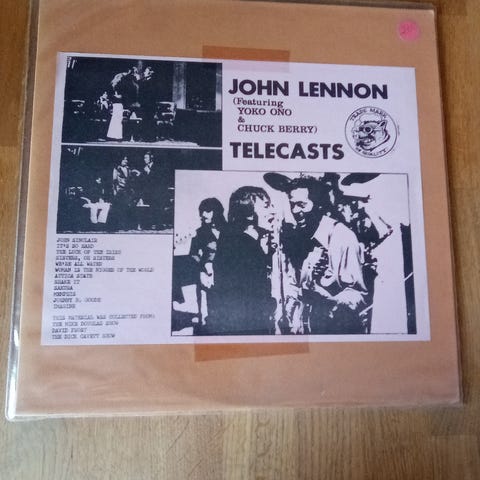 JOHN LENNON
(Featuring
YOKO ONO
&
CHUCK BERRY)
TELECASTS
TRADE MARK
QUALITY
JOHN SINCLAIR
IT'S SO HARD
THE LUCK OF THE IRISH
SISTERS, OH SISTERS
WE'RE ALL WATER
WOMAN IS THE NIGGER OF THE WORLD
ATTICA STATE
SHAKE IT
SAKURA
MEMPHIS
JOHNNY B. GOODE
IMAGINE
THIS MATERIAL WAS COLLECTED FROM:
THE MIKE DOUGLAS SHOW
DAVID FROST
THE DICK CAVETT SHOW